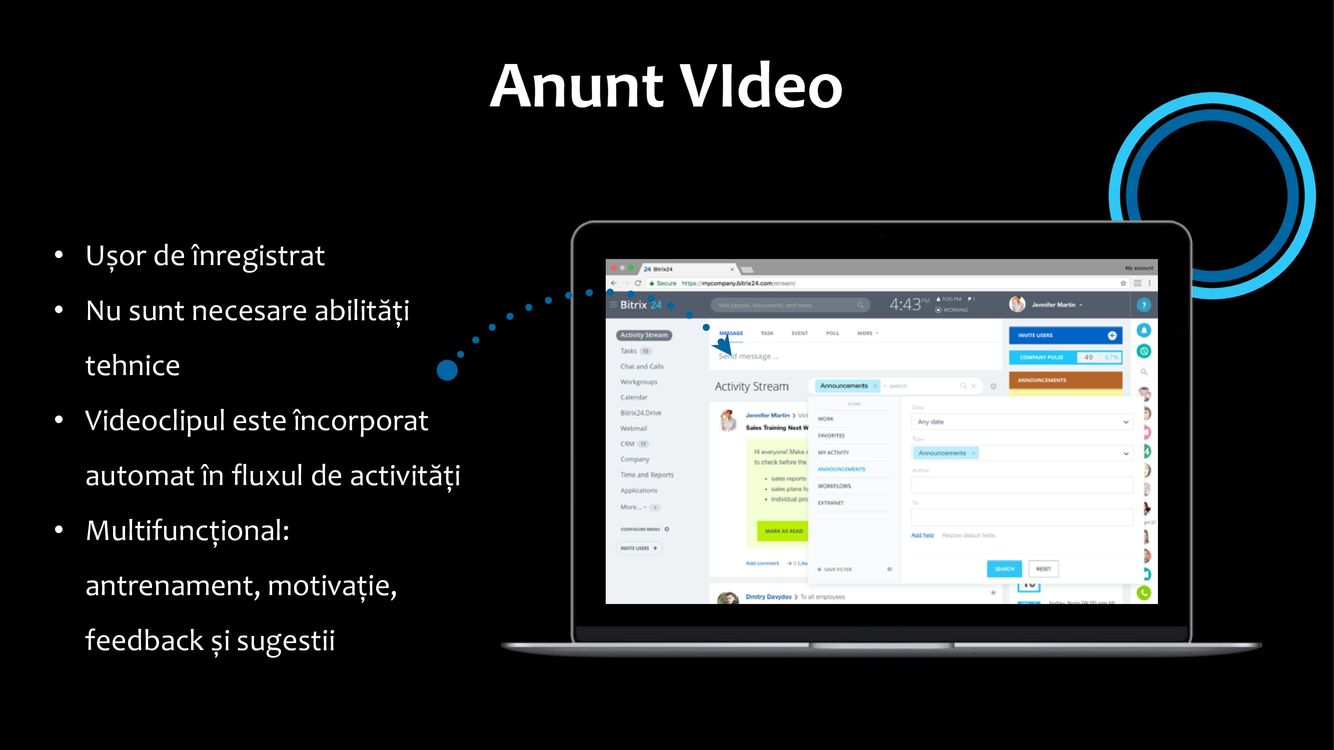 Anunt VIdeo
• Ușor de înregistrat
• Nu sunt necesare abilități
tehnice
• Videoclipul este încorporat
automat în fluxul de activități
• Multifuncțional:
antrenament, motivație,
feedback și sugestii
24 Bitrix24
My account
Secure https://mycompany.bitrix24.com/stream/
Bitrix 24
find people, documents, and more
4:43 PM
9:00 PM
1
WORKING
Jennifer Martin
?
Activity Stream
Tasks 13
Chat and Calls
Workgroups
Calendar
Bitrix24.Drive
Webmail
CRM 17
Company
Time and Reports
Applications
More...
CONFIGURE MENU
INVITE USERS +
MESSAGE TASK EVENT POLL MORE
Send message ...
Activity Stream
Announcements × + search
INVITE USERS
COMPANY PULSE 49 67%
ANNOUNCEMENTS
Jennifer Martin
Sales Training Next W
Hi everyone! Make s
to check before the
• sales reports
• sales plans fo
• individual pro
MARK AS READ
Add comment
0 Like
Dmitry Davydov > To all employees
WORK
FAVORITES
MY ACTIVITY
ANNOUNCEMENTS
WORKFLOWS
EXTRANET
+ SAVE FILTER
Date
Any date
Type
Announcements ×
Author
To
Add field Restore default fields
SEARCH RESET